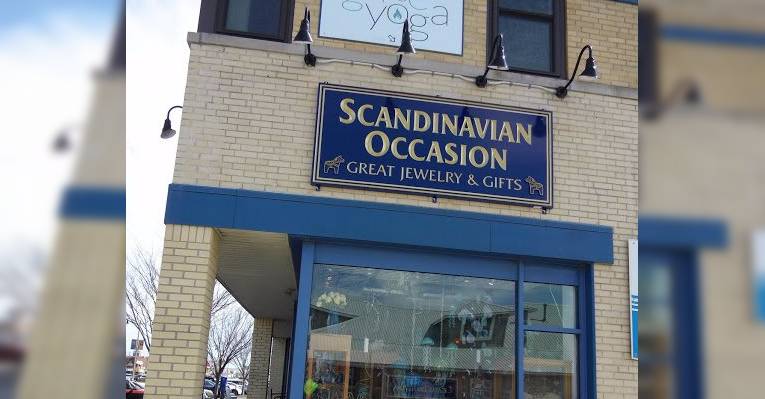 yoga
SCANDINAVIAN
OCCASION
GREAT JEWELRY & GIFTS